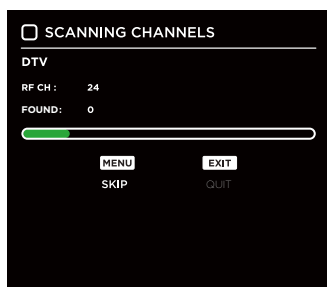 SCANNING CHANNELS
DTV
RF CH : 24
FOUND: 0
MENU EXIT
SKIP QUIT